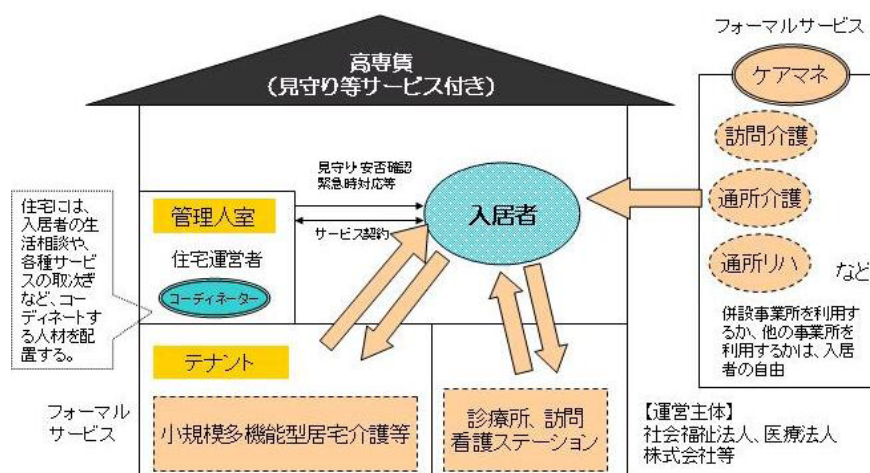 高専賃
(見守り等サービス付き)
フォーマルサービス
ケアマネ
訪問介護
通所介護
通所リハ
など
併設事業所を利用す
るか、他の事業所を
利用するかは、入居
者の自由
見守り・安否確認
緊急時対応等
サービス契約
入居者
管理人室
住宅運営者
コーディネーター
住宅には、
入居者の生
活相談や、
各種サービ
スの取次ぎ
など、コー
ディネートす
る人材を配
置する。
テナント
フォーマル
サービス
小規模多機能型居宅介護等
診療所、訪問
看護ステーション
【運営主体】
社会福祉法人、医療法人
株式会社等